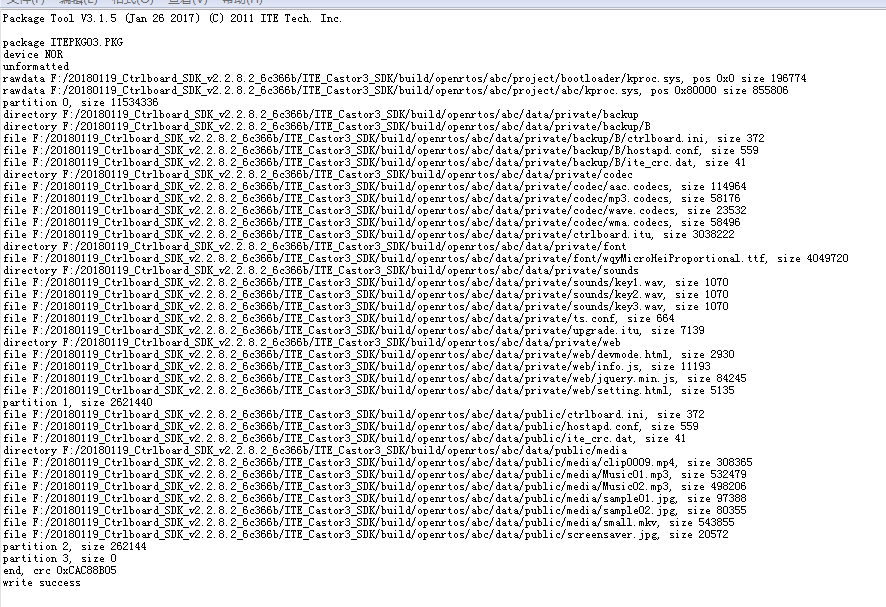 文件(F) 编辑(E) 格式(O) 查看(V) 帮助(H)
Package Tool V3.1.5 (Jan 26 2017) (C) 2011 ITE Tech. Inc.
package ITEPKG03.PKG
device NOR
unformatted
rawdata F:/20180119_Ctrlboard_SDK_v2.2.8.2_6c366b/ITE_Castor3_SDK/build/openrtos/abc/project/bootloader/kproc.sys, pos 0x0 size 196774
rawdata F:/20180119_Ctrlboard_SDK_v2.2.8.2_6c366b/ITE_Castor3_SDK/build/openrtos/abc/project/abc/kproc.sys, pos 0x80000 size 855806
partition 0, size 11534336
directory F:/20180119_Ctrlboard_SDK_v2.2.8.2_6c366b/ITE_Castor3_SDK/build/openrtos/abc/data/private/backup
directory F:/20180119_Ctrlboard_SDK_v2.2.8.2_6c366b/ITE_Castor3_SDK/build/openrtos/abc/data/private/backup/B
file F:/20180119_Ctrlboard_SDK_v2.2.8.2_6c366b/ITE_Castor3_SDK/build/openrtos/abc/data/private/backup/B/ctrlboard.ini, size 372
file F:/20180119_Ctrlboard_SDK_v2.2.8.2_6c366b/ITE_Castor3_SDK/build/openrtos/abc/data/private/backup/B/hostapd.conf, size 559
file F:/20180119_Ctrlboard_SDK_v2.2.8.2_6c366b/ITE_Castor3_SDK/build/openrtos/abc/data/private/backup/B/ite_crc.dat, size 41
directory F:/20180119_Ctrlboard_SDK_v2.2.8.2_6c366b/ITE_Castor3_SDK/build/openrtos/abc/data/private/codec
file F:/20180119_Ctrlboard_SDK_v2.2.8.2_6c366b/ITE_Castor3_SDK/build/openrtos/abc/data/private/codec/aac.codecs, size 114964
file F:/20180119_Ctrlboard_SDK_v2.2.8.2_6c366b/ITE_Castor3_SDK/build/openrtos/abc/data/private/codec/mp3.codecs, size 58176
file F:/20180119_Ctrlboard_SDK_v2.2.8.2_6c366b/ITE_Castor3_SDK/build/openrtos/abc/data/private/codec/wave.codecs, size 23532
file F:/20180119_Ctrlboard_SDK_v2.2.8.2_6c366b/ITE_Castor3_SDK/build/openrtos/abc/data/private/codec/wma.codecs, size 58496
file F:/20180119_Ctrlboard_SDK_v2.2.8.2_6c366b/ITE_Castor3_SDK/build/openrtos/abc/data/private/ctrlboard.itu, size 3038222
directory F:/20180119_Ctrlboard_SDK_v2.2.8.2_6c366b/ITE_Castor3_SDK/build/openrtos/abc/data/private/font
file F:/20180119_Ctrlboard_SDK_v2.2.8.2_6c366b/ITE_Castor3_SDK/build/openrtos/abc/data/private/font/wqyMicroHeiProportional.ttf, size 4049720
directory F:/20180119_Ctrlboard_SDK_v2.2.8.2_6c366b/ITE_Castor3_SDK/build/openrtos/abc/data/private/sounds
file F:/20180119_Ctrlboard_SDK_v2.2.8.2_6c366b/ITE_Castor3_SDK/build/openrtos/abc/data/private/sounds/key1.wav, size 1070
file F:/20180119_Ctrlboard_SDK_v2.2.8.2_6c366b/ITE_Castor3_SDK/build/openrtos/abc/data/private/sounds/key2.wav, size 1070
file F:/20180119_Ctrlboard_SDK_v2.2.8.2_6c366b/ITE_Castor3_SDK/build/openrtos/abc/data/private/sounds/key3.wav, size 1070
file F:/20180119_Ctrlboard_SDK_v2.2.8.2_6c366b/ITE_Castor3_SDK/build/openrtos/abc/data/private/ts.conf, size 664
file F:/20180119_Ctrlboard_SDK_v2.2.8.2_6c366b/ITE_Castor3_SDK/build/openrtos/abc/data/private/upgrade.itu, size 7139
directory F:/20180119_Ctrlboard_SDK_v2.2.8.2_6c366b/ITE_Castor3_SDK/build/openrtos/abc/data/private/web
file F:/20180119_Ctrlboard_SDK_v2.2.8.2_6c366b/ITE_Castor3_SDK/build/openrtos/abc/data/private/web/devmode.html, size 2930
file F:/20180119_Ctrlboard_SDK_v2.2.8.2_6c366b/ITE_Castor3_SDK/build/openrtos/abc/data/private/web/info.js, size 11193
file F:/20180119_Ctrlboard_SDK_v2.2.8.2_6c366b/ITE_Castor3_SDK/build/openrtos/abc/data/private/web/jquery.min.js, size 84245
file F:/20180119_Ctrlboard_SDK_v2.2.8.2_6c366b/ITE_Castor3_SDK/build/openrtos/abc/data/private/web/setting.html, size 5135
partition 1, size 2621440
file F:/20180119_Ctrlboard_SDK_v2.2.8.2_6c366b/ITE_Castor3_SDK/build/openrtos/abc/data/public/ctrlboard.ini, size 372
file F:/20180119_Ctrlboard_SDK_v2.2.8.2_6c366b/ITE_Castor3_SDK/build/openrtos/abc/data/public/hostapd.conf, size 559
file F:/20180119_Ctrlboard_SDK_v2.2.8.2_6c366b/ITE_Castor3_SDK/build/openrtos/abc/data/public/ite_crc.dat, size 41
directory F:/20180119_Ctrlboard_SDK_v2.2.8.2_6c366b/ITE_Castor3_SDK/build/openrtos/abc/data/public/media
file F:/20180119_Ctrlboard_SDK_v2.2.8.2_6c366b/ITE_Castor3_SDK/build/openrtos/abc/data/public/media/clip0009.mp4, size 308365
file F:/20180119_Ctrlboard_SDK_v2.2.8.2_6c366b/ITE_Castor3_SDK/build/openrtos/abc/data/public/media/Music01.mp3, size 532479
file F:/20180119_Ctrlboard_SDK_v2.2.8.2_6c366b/ITE_Castor3_SDK/build/openrtos/abc/data/public/media/Music02.mp3, size 498206
file F:/20180119_Ctrlboard_SDK_v2.2.8.2_6c366b/ITE_Castor3_SDK/build/openrtos/abc/data/public/media/sample01.jpg, size 97388
file F:/20180119_Ctrlboard_SDK_v2.2.8.2_6c366b/ITE_Castor3_SDK/build/openrtos/abc/data/public/media/sample02.jpg, size 80355
file F:/20180119_Ctrlboard_SDK_v2.2.8.2_6c366b/ITE_Castor3_SDK/build/openrtos/abc/data/public/media/small.mkv, size 543855
file F:/20180119_Ctrlboard_SDK_v2.2.8.2_6c366b/ITE_Castor3_SDK/build/openrtos/abc/data/public/screensaver.jpg, size 20572
partition 2, size 262144
partition 3, size 0
end, crc 0xCAC88B05
write success